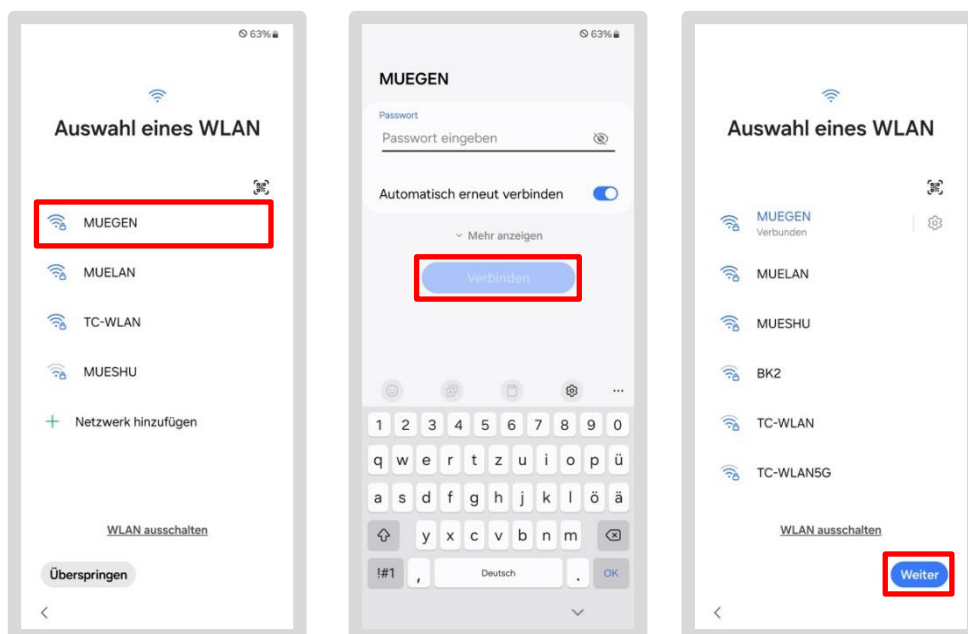 63%
Auswahl eines WLAN
MUEGEN
MUELAN
TC-WLAN
MUESHU
Netzwerk hinzufügen
WLAN ausschalten
Überspringen
63%
MUEGEN
Passwort
Passwort eingeben
Automatisch erneut verbinden
Mehr anzeigen
Verbinden
1 2 3 4 5 6 7 8 9 0
q w e r t z u i o p ü
a s d f g h j k l ö ä
y x c v b n m
!#1 , Deutsch . OK
Auswahl eines WLAN
MUEGEN
Verbunden
MUELAN
MUESHU
BK2
TC-WLAN
TC-WLAN5G
WLAN ausschalten
Weiter